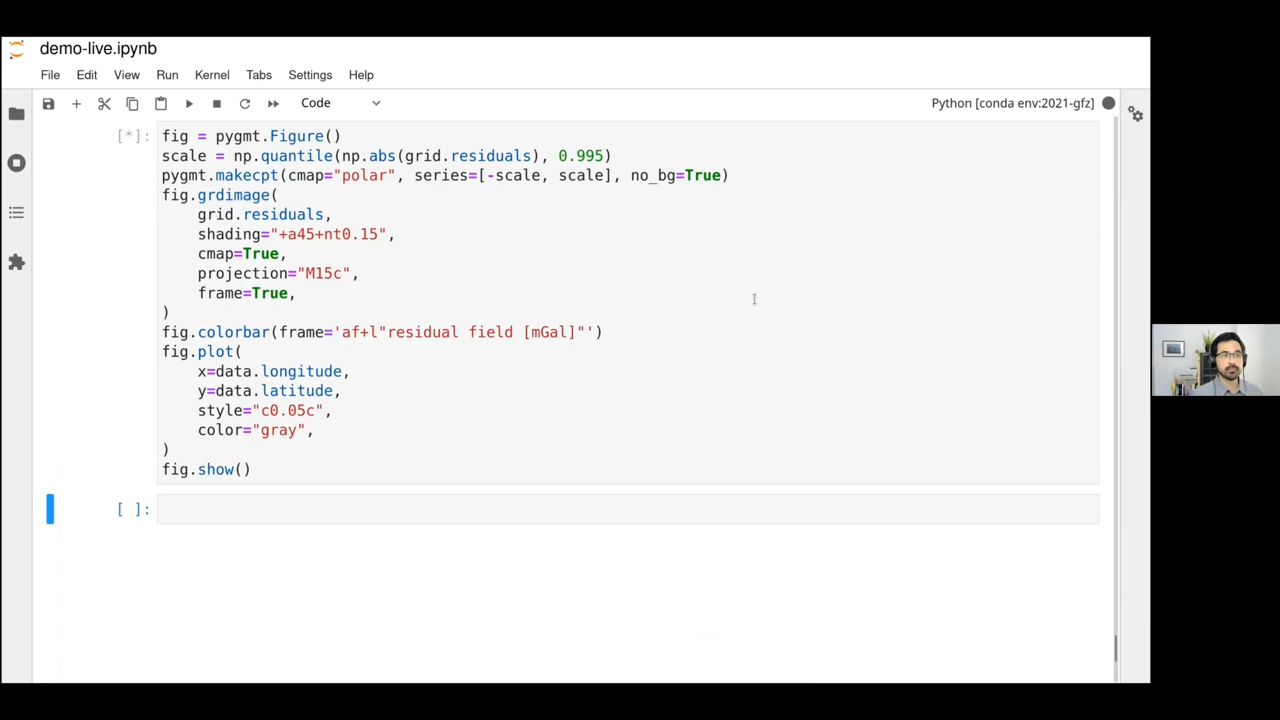 demo-live.ipynb
File Edit View Run Kernel Tabs Settings Help
Code
Python [conda env:2021-gfz]
[*]:
fig = pygmt.Figure()
scale = np.quantile(np.abs(grid.residuals), 0.995)
pygmt.makecpt(cmap="polar", series=[-scale, scale], no_bg=True)
fig.grdimage(
    grid.residuals,
    shading="+a45+nt0.15",
    cmap=True,
    projection="M15c",
    frame=True,
)
fig.colorbar(frame='af+l"residual field [mGal]"')
fig.plot(
    x=data.longitude,
    y=data.latitude,
    style="c0.05c",
    color="gray",
)
fig.show()
[ ]: